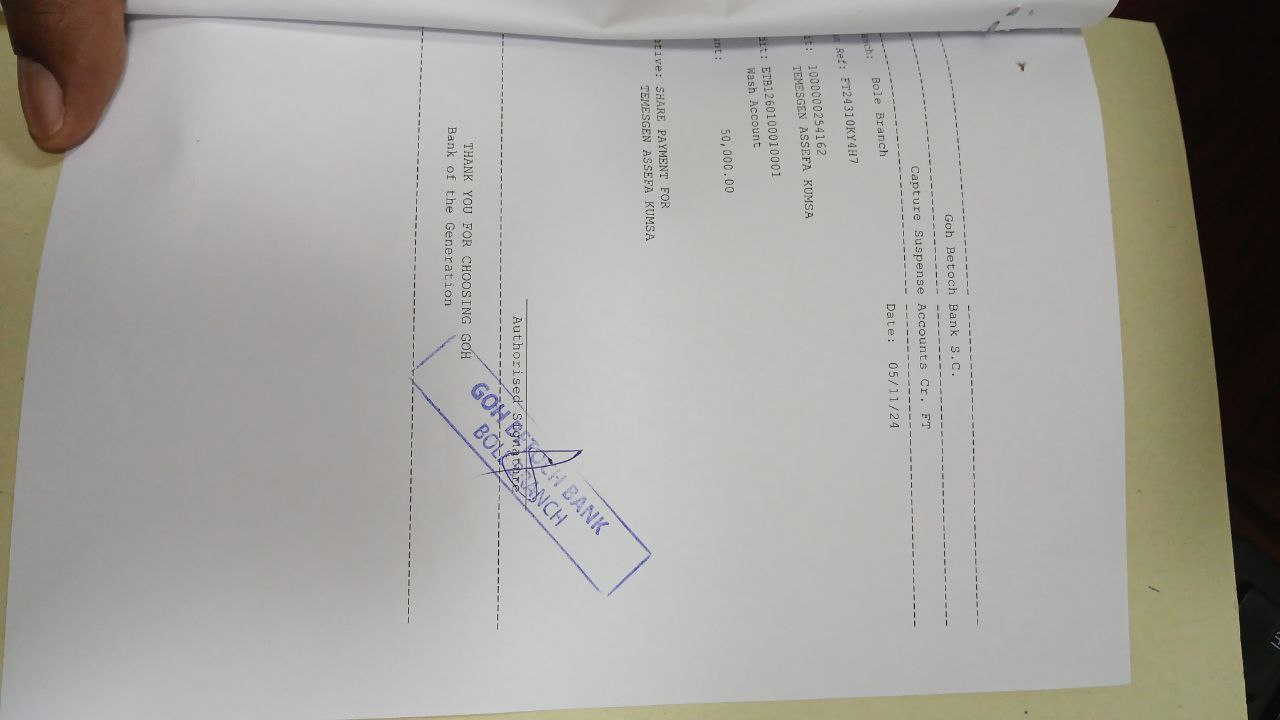 Goh Betoch Bank S.C.
Capture Suspense Accounts Cr. FT
nch: Bole Branch Date: 05/11/24
n Ref: FT24310KY4H7
it: 1000000254162
TEMESGEN ASSEFA KUMSA
dit: ETB1260100010001
Wash Account
unt: 50,000.00
tive: SHARE PAYMENT FOR
TEMESGEN ASSEFA KUMSA
Authorised Signature
THANK YOU FOR CHOOSING GOH
Bank of the Generation
GOH BETOCH BANK
BOLE BRANCH